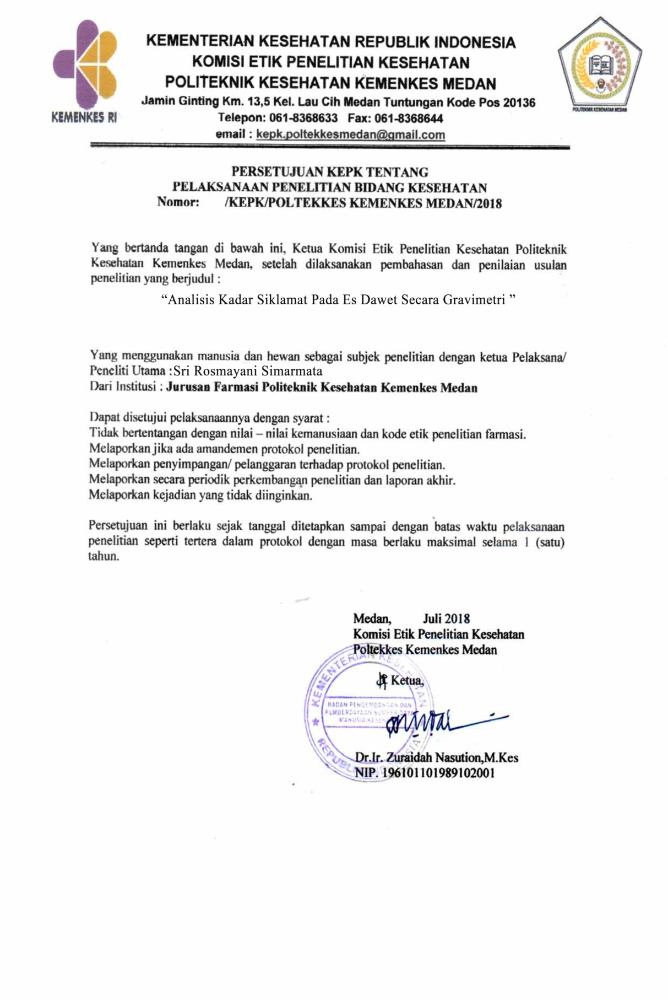 KEMENTERIAN KESEHATAN REPUBLIK INDONESIA
KOMISI ETIK PENELITIAN KESEHATAN
POLITEKNIK KESEHATAN KEMENKES MEDAN
Jamin Ginting Km. 13,5 Kel. Lau Cih Medan Tuntungan Kode Pos 20136
Telepon: 061-8368633 Fax: 061-8368644
email : kepk.poltekkesmedan@gmail.com
KEMENKES RI
POLITEKNIK KESEHATAN MEDAN
PERSETUJUAN KEPK TENTANG
PELAKSANAAN PENELITIAN BIDANG KESEHATAN
Nomor: /KEPK/POLTEKKES KEMENKES MEDAN/2018
Yang bertanda tangan di bawah ini, Ketua Komisi Etik Penelitian Kesehatan Politeknik
Kesehatan Kemenkes Medan, setelah dilaksanakan pembahasan dan penilaian usulan
penelitian yang berjudul :
“Analisis Kadar Siklamat Pada Es Dawet Secara Gravimetri ”
Yang menggunakan manusia dan hewan sebagai subjek penelitian dengan ketua Pelaksana/
Peneliti Utama :Sri Rosmayani Simarmata
Dari Institusi : Jurusan Farmasi Politeknik Kesehatan Kemenkes Medan
Dapat disetujui pelaksanaannya dengan syarat :
Tidak bertentangan dengan nilai – nilai kemanusiaan dan kode etik penelitian farmasi.
Melaporkan jika ada amandemen protokol penelitian.
Melaporkan penyimpangan/ pelanggaran terhadap protokol penelitian.
Melaporkan secara periodik perkembangan penelitian dan laporan akhir.
Melaporkan kejadian yang tidak diinginkan.
Persetujuan ini berlaku sejak tanggal ditetapkan sampai dengan batas waktu pelaksanaan
penelitian seperti tertera dalam protokol dengan masa berlaku maksimal selama 1 (satu)
tahun.
Medan, Juli 2018
Komisi Etik Penelitian Kesehatan
Poltekkes Kemenkes Medan
Ketua,
KEMENTERIAN KESEHATAN
BADAN PENGEMBANGAN DAN
PEMBERDAYAAN SUMBER DAYA
MANUSIA
REPUBLIK INDONESIA
Dr.Ir. Zuraidah Nasution,M.Kes
NIP. 196101101989102001